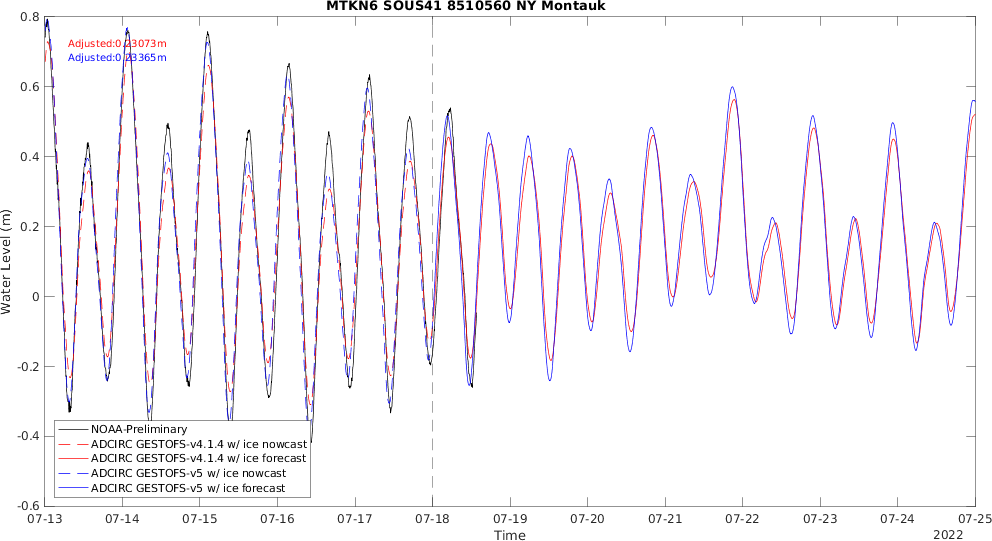 MTKN6 SOUS41 8510560 NY Montauk
Adjusted:0.23073m
Adjusted:0.23365m
Water Level (m)
0.8
0.6
0.4
0.2
0
-0.2
-0.4
-0.6
NOAA-Preliminary
ADCIRC GESTOFS-v4.1.4 w/ ice nowcast
ADCIRC GESTOFS-v4.1.4 w/ ice forecast
ADCIRC GESTOFS-v5 w/ ice nowcast
ADCIRC GESTOFS-v5 w/ ice forecast
07-13 07-14 07-15 07-16 07-17 07-18 07-19 07-20 07-21 07-22 07-23 07-24 07-25
Time
2022